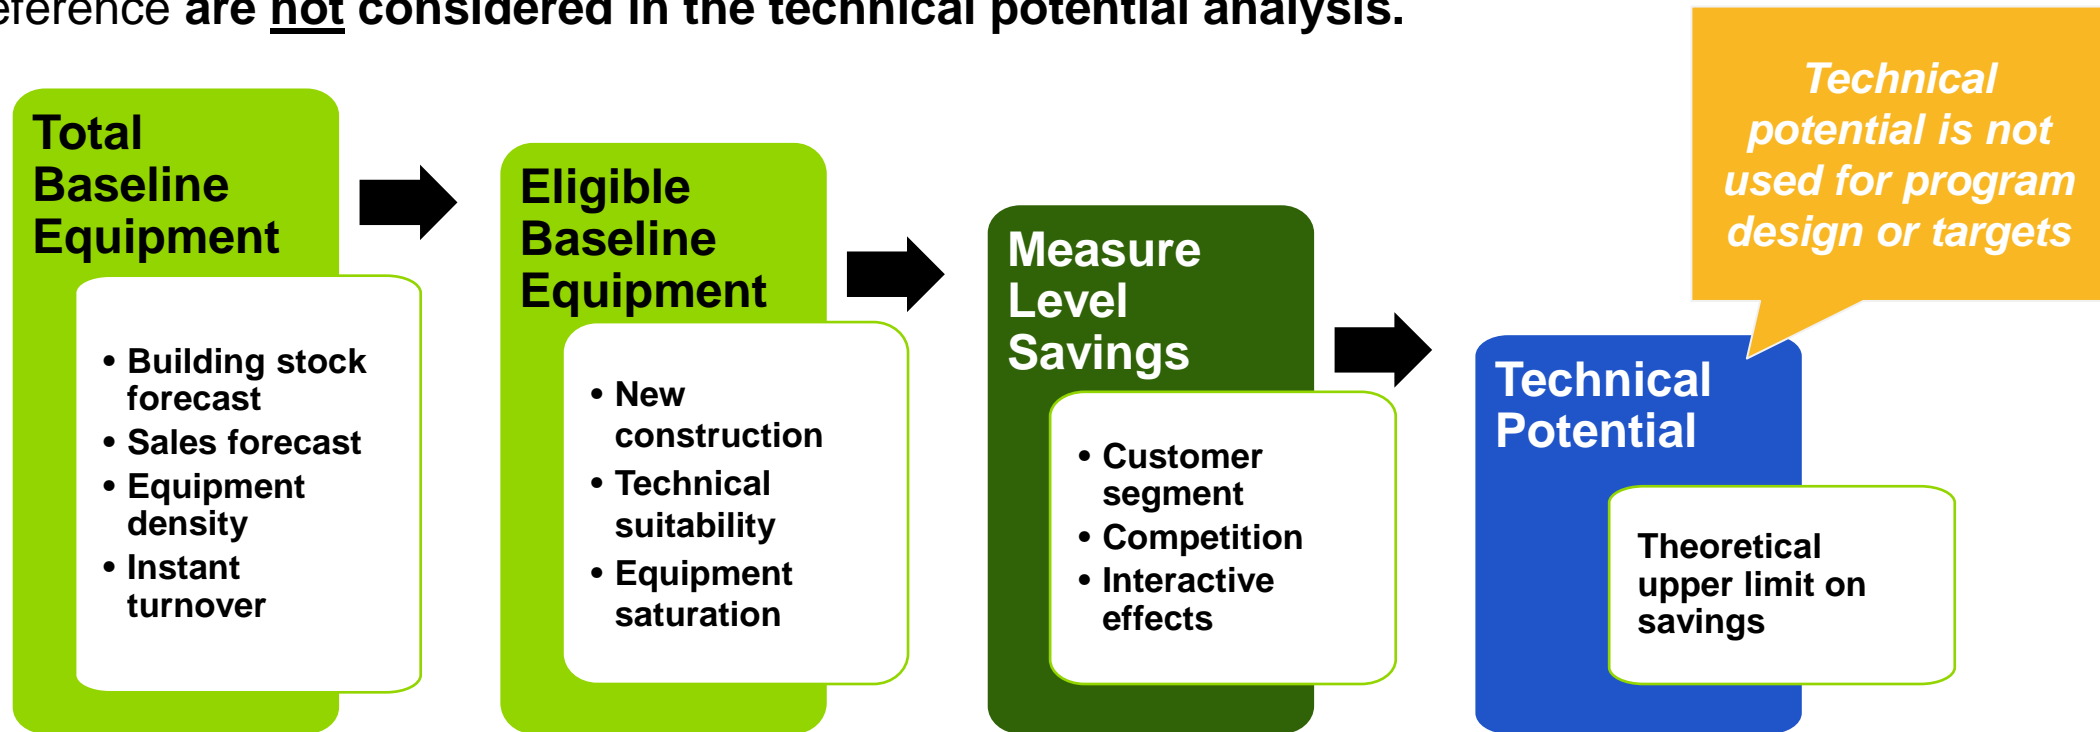 are not considered in the technical potential analysis.
Total
Baseline
Equipment
• Building stock
forecast
• Sales forecast
• Equipment
density
• Instant
turnover
Eligible
Baseline
Equipment
• New
construction
• Technical
suitability
• Equipment
saturation
Measure
Level
Savings
• Customer
segment
• Competition
• Interactive
effects
Technical
Potential
Theoretical
upper limit on
savings
Technical
potential is not
used for program
design or targets